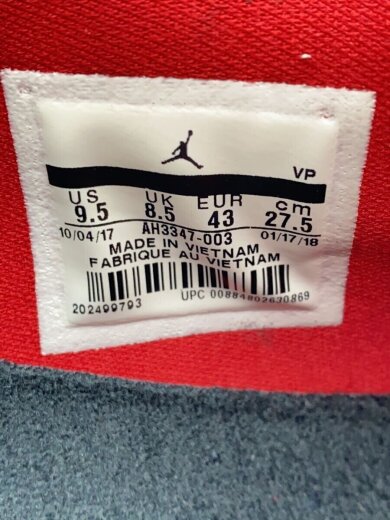 VP
US UK EUR cm
9.5 8.5 43 27.5
10/04/17 AH3347-003 01/17/18
MADE IN VIETNAM
FABRIQUE AU VIETNAM
202499793 UPC 00884802630869